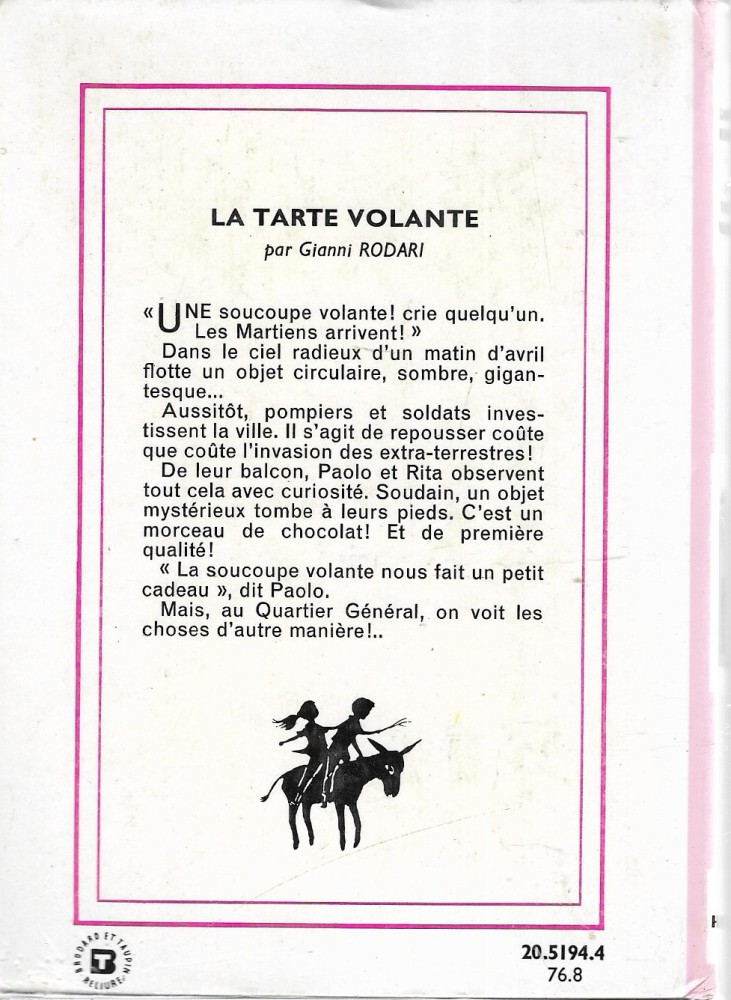 LA TARTE VOLANTE
par Gianni RODARI
« UNE soucoupe volante! crie quelqu'un.
Les Martiens arrivent! »
Dans le ciel radieux d'un matin d'avril
flotte un objet circulaire, sombre, gigan-
tesque...
Aussitôt, pompiers et soldats inves-
tissent la ville. Il s'agit de repousser coûte
que coûte l'invasion des extra-terrestres!
De leur balcon, Paolo et Rita observent
tout cela avec curiosité. Soudain, un objet
mystérieux tombe à leurs pieds. C'est un
morceau de chocolat! Et de première
qualité!
« La soucoupe volante nous fait un petit
cadeau », dit Paolo.
Mais, au Quartier Général, on voit les
choses d'autre manière!..
BRODARD ET TAUPIN
BT
RELIURE
20.5194.4
76.8